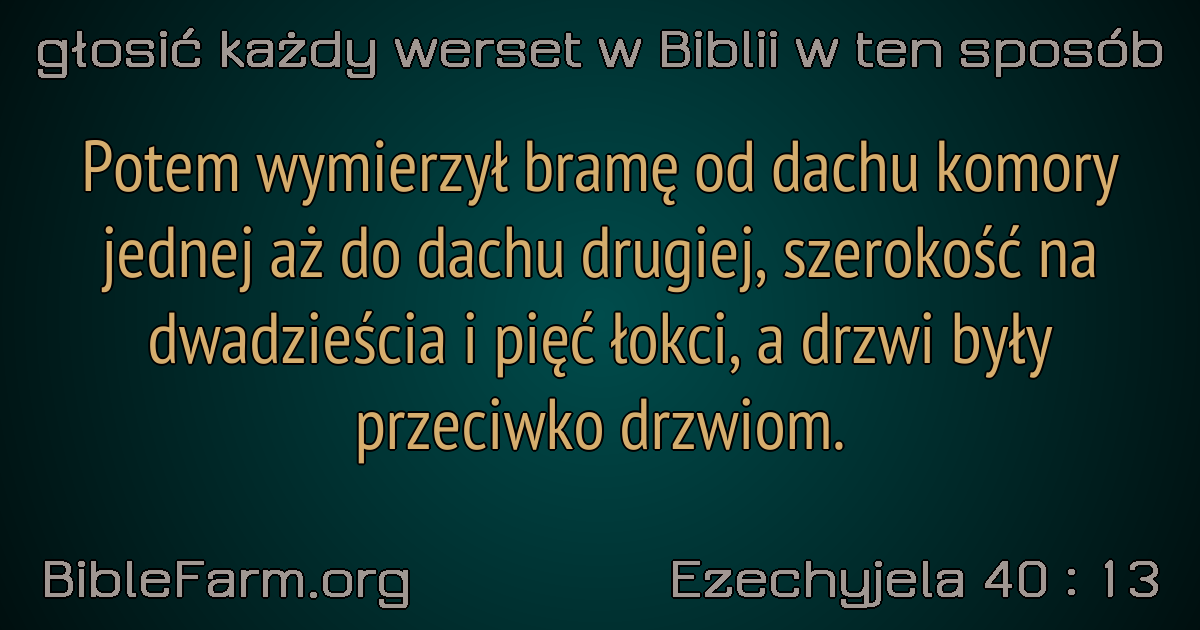 głosić każdy werset w Biblii w ten sposób
Potem wymierzył bramę od dachu komory
jednej aż do dachu drugiej, szerokość na
dwadzieścia i pięć łokci, a drzwi były
przeciwko drzwiom.
BibleFarm.org
Ezechyjela 40 : 13